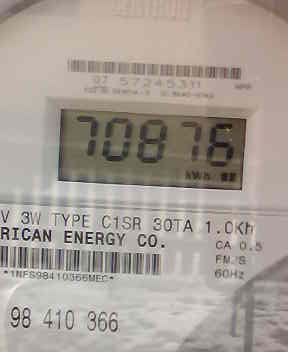 07 57245311
70876
kWh
V 3W TYPE C1SR 30TA 1.0Kh
RICAN ENERGY CO.
CA 0.5
FM/S
60Hz
*1NFS98410366MEC*
98 410 366